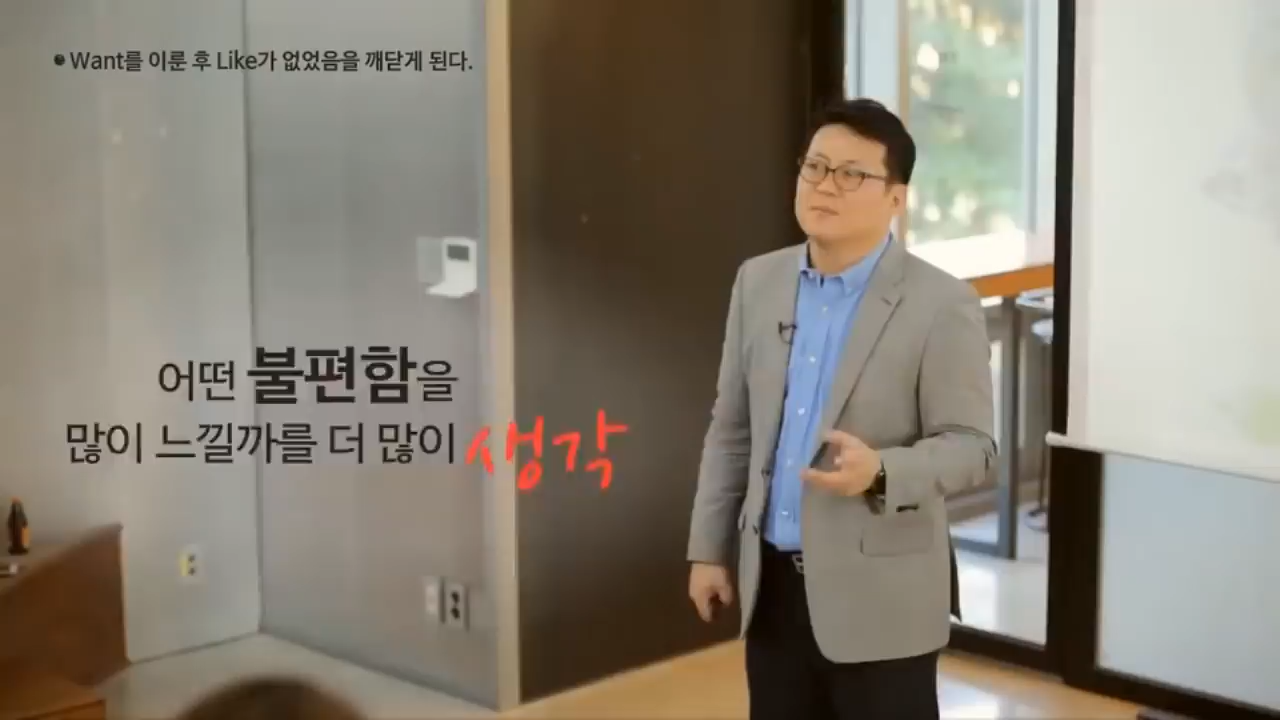 • Want를 이룬 후 Like가 없었음을 깨닫게 된다.
어떤 불편함을
많이 느낄까를 더 많이 생각